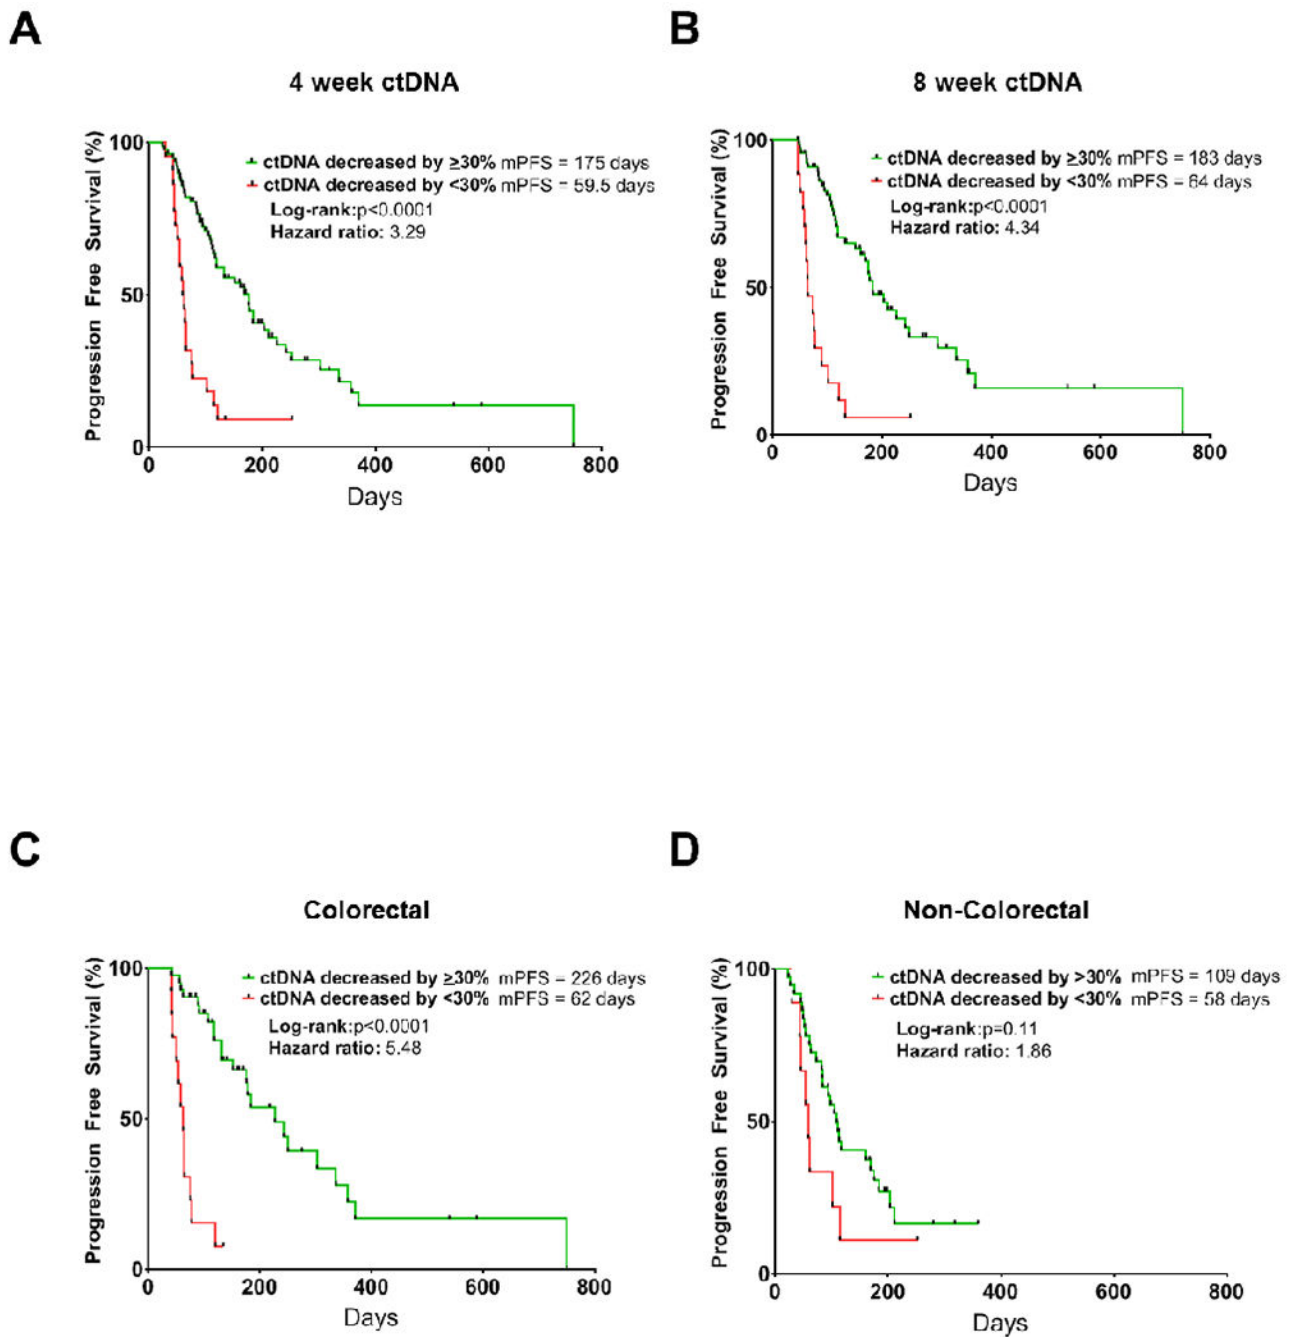 A
4 week ctDNA
Progression Free Survival (%)
100
50
0
ctDNA decreased by ≥30% mPFS = 175 days
ctDNA decreased by <30% mPFS = 59.5 days
Log-rank:p<0.0001
Hazard ratio: 3.29
0 200 400 600 800
Days
B
8 week ctDNA
Progression Free Survival (%)
100
50
0
ctDNA decreased by ≥30% mPFS = 183 days
ctDNA decreased by <30% mPFS = 64 days
Log-rank:p<0.0001
Hazard ratio: 4.34
0 200 400 600 800
Days
C
Colorectal
Progression Free Survival (%)
100
50
0
ctDNA decreased by ≥30% mPFS = 226 days
ctDNA decreased by <30% mPFS = 62 days
Log-rank:p<0.0001
Hazard ratio: 5.48
0 200 400 600 800
Days
D
Non-Colorectal
Progression Free Survival (%)
100
50
0
ctDNA decreased by >30% mPFS = 109 days
ctDNA decreased by <30% mPFS = 58 days
Log-rank:p=0.11
Hazard ratio: 1.86
0 200 400 600 800
Days